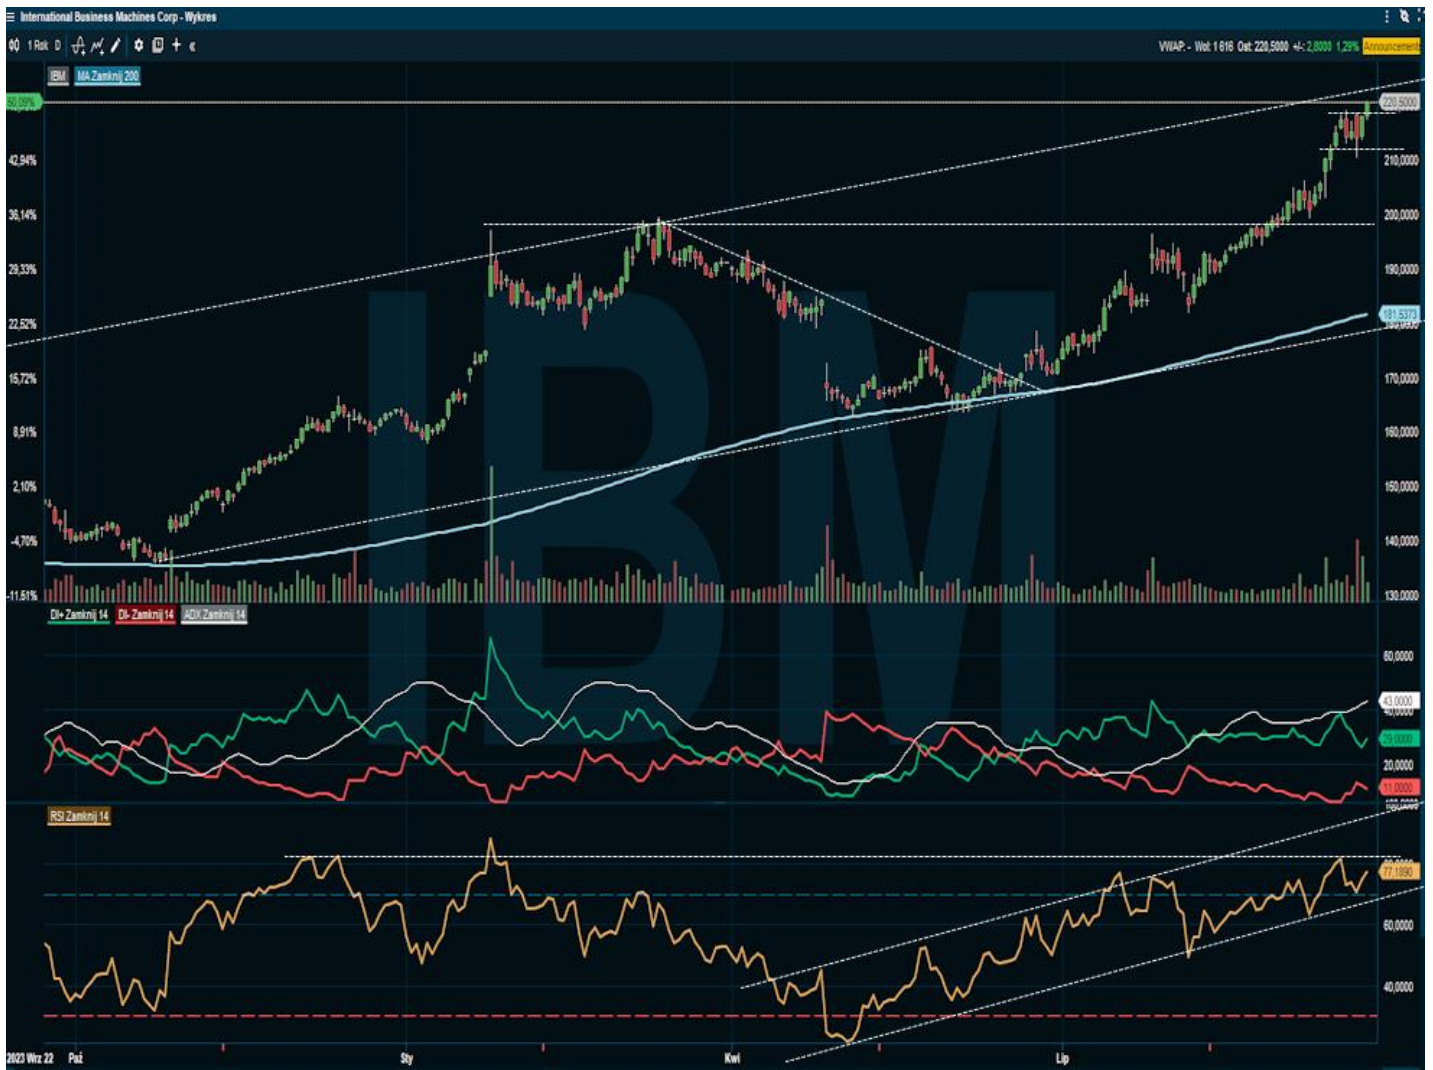 International Business Machines Corp - Wykres
1 Rok D VWAP: - Wol: 1 616 Ost: 220,5000 +/-: 2,8000 1,29% Announcement
IBM MA Zamknij 200
50,09% 220,5000
42,94% 210,0000
36,14% 200,0000
29,33% 190,0000
22,52% 181,5373
15,72% 170,0000
8,91% 160,0000
2,10% 150,0000
-4,70% 140,0000
-11,51% 130,0000
IBM
DI+ Zamknij 14 DI- Zamknij 14 ADX Zamknij 14
60,0000
43,0000
40,0000
29,0000
20,0000
11,0000
RSI Zamknij 14
77,1890
60,0000
40,0000
2023 Wrz 22 Paź Sty Kwi Lip